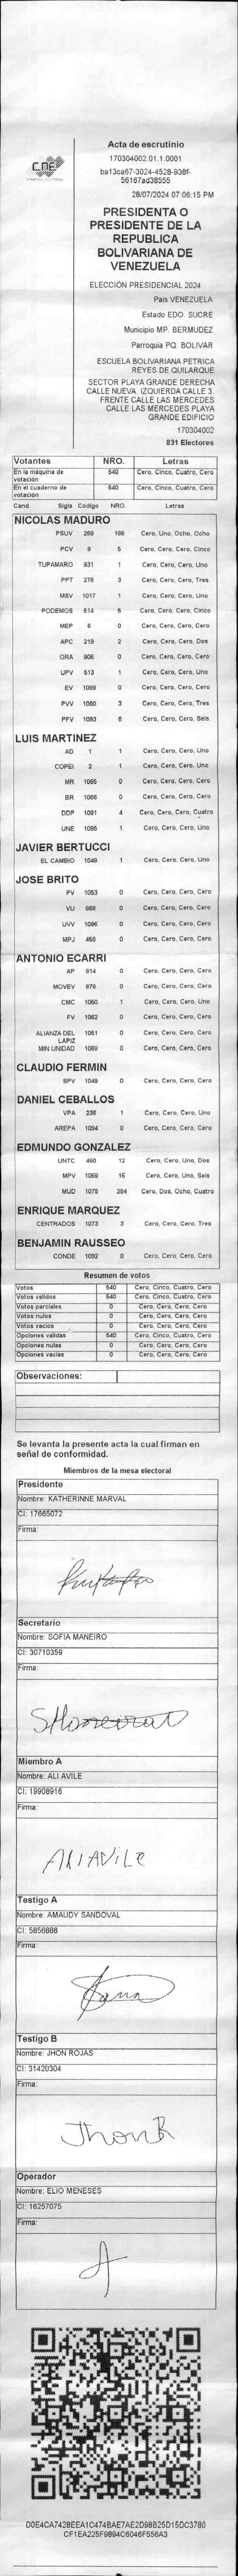 CNE
Acta de escrutinio
170304002.01.1.0001
ba13ca67-3024-4528-938f-
56167ad38555
28/07/2024 07:06:15 PM
PRESIDENTA O
PRESIDENTE DE LA
REPUBLICA
BOLIVARIANA DE
VENEZUELA
ELECCIÓN PRESIDENCIAL 2024
Pais VENEZUELA
Estado EDO. SUCRE
Municipio MP. BERMUDEZ
Parroquia PQ. BOLIVAR
ESCUELA BOLIVARIANA PETRICA
REYES DE QUILARQUE
SECTOR PLAYA GRANDE DERECHA
CALLE NUEVA. IZQUIERDA CALLE 3.
FRENTE CALLE LAS MERCEDES
CALLE LAS MERCEDES PLAYA
GRANDE EDIFICIO
170304002
831 Electores
Votantes NRO. Letras
En la máquina de votación 540 Cero, Cinco, Cuatro, Cero
En el cuaderno de votación 540 Cero, Cinco, Cuatro, Cero
Cand. Sigla Código NRO. Letras
NICOLAS MADURO
PSUV 269 188 Cero, Uno, Ocho, Ocho
PCV 9 5 Cero, Cero, Cero, Cinco
TUPAMARO 931 1 Cero, Cero, Cero, Uno
PPT 276 3 Cero, Cero, Cero, Tres
MSV 1017 1 Cero, Cero, Cero, Uno
PODEMOS 514 5 Cero, Cero, Cero, Cinco
MEP 6 0 Cero, Cero, Cero, Cero
APC 219 2 Cero, Cero, Cero, Dos
ORA 906 0 Cero, Cero, Cero, Cero
UPV 513 1 Cero, Cero, Cero, Uno
EV 1099 0 Cero, Cero, Cero, Cero
PVV 1090 3 Cero, Cero, Cero, Tres
PFV 1093 6 Cero, Cero, Cero, Seis
LUIS MARTINEZ
AD 1 1 Cero, Cero, Cero, Uno
COPEI 2 1 Cero, Cero, Cero, Uno
MR 1065 0 Cero, Cero, Cero, Cero
BR 1066 0 Cero, Cero, Cero, Cero
DDP 1091 4 Cero, Cero, Cero, Cuatro
UNE 1095 1 Cero, Cero, Cero, Uno
JAVIER BERTUCCI
EL CAMBIO 1048 1 Cero, Cero, Cero, Uno
JOSE BRITO
PV 1053 0 Cero, Cero, Cero, Cero
VU 868 0 Cero, Cero, Cero, Cero
UVV 1096 0 Cero, Cero, Cero, Cero
MPJ 458 0 Cero, Cero, Cero, Cero
ANTONIO ECARRI
AP 914 0 Cero, Cero, Cero, Cero
MOVEV 878 0 Cero, Cero, Cero, Cero
CMC 1050 1 Cero, Cero, Cero, Uno
FV 1062 0 Cero, Cero, Cero, Cero
ALIANZA DEL LAPIZ 1051 0 Cero, Cero, Cero, Cero
MIN UNIDAD 1069 0 Cero, Cero, Cero, Cero
CLAUDIO FERMIN
SPV 1049 0 Cero, Cero, Cero, Cero
DANIEL CEBALLOS
VPA 236 1 Cero, Cero, Cero, Uno
AREPA 1094 0 Cero, Cero, Cero, Cero
EDMUNDO GONZALEZ
UNTC 460 12 Cero, Cero, Uno, Dos
MPV 1069 16 Cero, Cero, Uno, Seis
MUD 1075 284 Cero, Dos, Ocho, Cuatro
ENRIQUE MARQUEZ
CENTRADOS 1073 3 Cero, Cero, Cero, Tres
BENJAMIN RAUSSEO
CONDE 1092 0 Cero, Cero, Cero, Cero
Resumen de votos
Votos 540 Cero, Cinco, Cuatro, Cero
Votos validos 540 Cero, Cinco, Cuatro, Cero
Votos parciales 0 Cero, Cero, Cero, Cero
Votos nulos 0 Cero, Cero, Cero, Cero
Votos vacios 0 Cero, Cero, Cero, Cero
Opciones validas 540 Cero, Cinco, Cuatro, Cero
Opciones nulas 0 Cero, Cero, Cero, Cero
Opciones vacias 0 Cero, Cero, Cero, Cero
Observaciones:
Se levanta la presente acta la cual firman en
señal de conformidad.
Miembros de la mesa electoral
Presidente
Nombre: KATHERINNE MARVAL
CI: 17665072
Firma:
Secretario
Nombre: SOFIA MANEIRO
CI: 30710359
Firma:
Miembro A
Nombre: ALI AVILE
CI: 19908916
Firma:
Ali AViLe
Testigo A
Nombre: AMAUDY SANDOVAL
CI: 5856888
Firma:
Testigo B
Nombre: JHON ROJAS
CI: 31420304
Firma:
JhonR
Operador
Nombre: ELIO MENESES
CI: 16257075
Firma:
D0E4CA7428EEA1C474BAE7AE2D98B25D15DC3780
CF1EA225F9894C6046F556A3